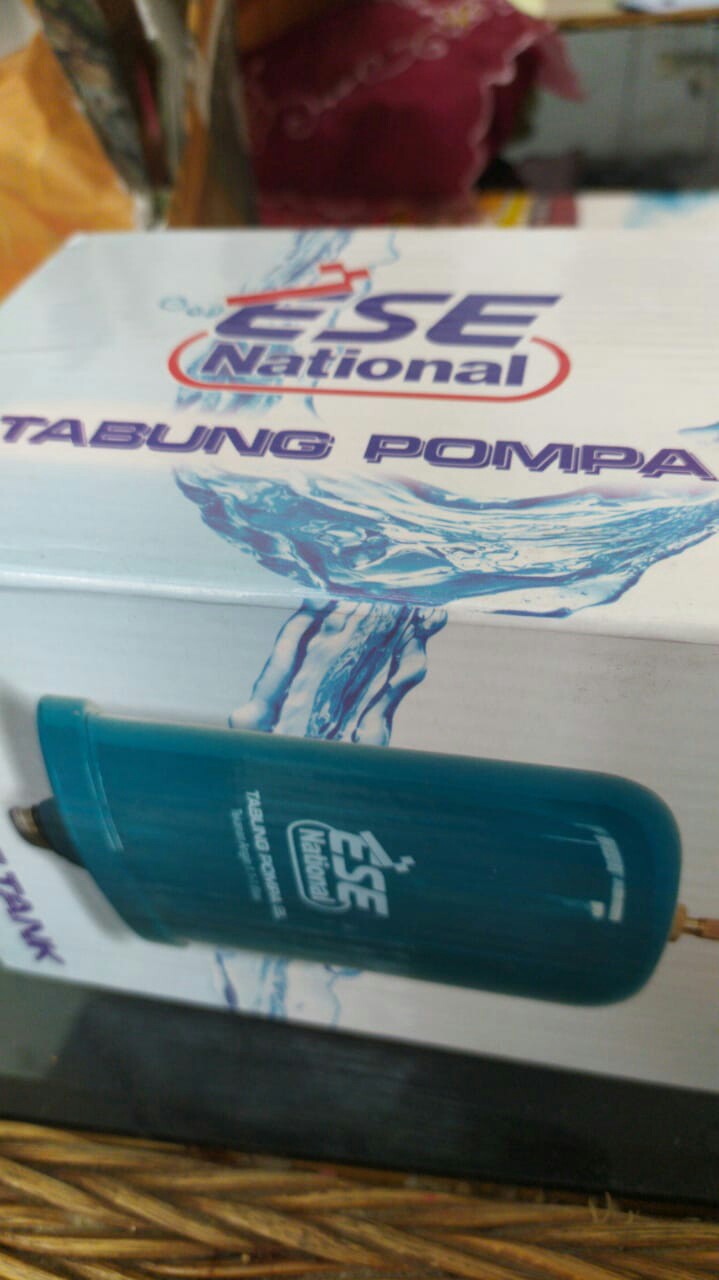 ESE
National
TABUNG POMPA
ESE
National
TABUNG POMPA
TANK